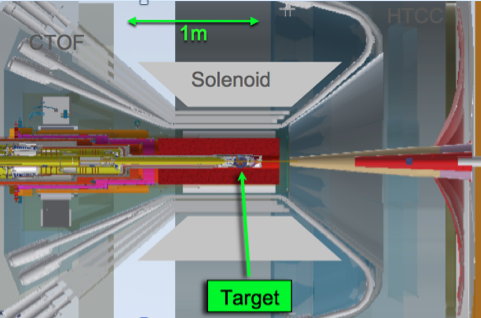 CTOF
HTCC
1m
Solenoid
Target